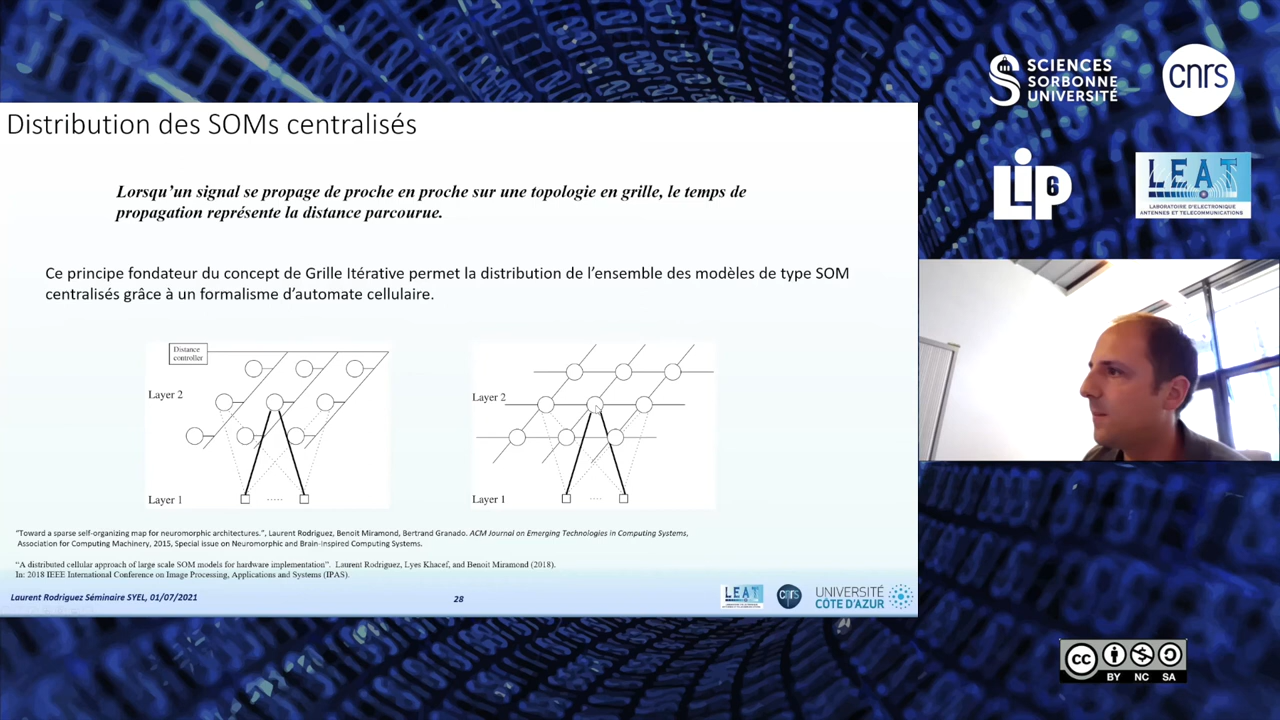 SCIENCES
SORBONNE
UNIVERSITÉ
cnrs
LIP6
LEAT
LABORATOIRE D'ELECTRONIQUE
ANTENNES ET TELECOMMUNICATIONS
Distribution des SOMs centralisés
Lorsqu'un signal se propage de proche en proche sur une topologie en grille, le temps de
propagation représente la distance parcourue.
Ce principe fondateur du concept de Grille Itérative permet la distribution de l'ensemble des modèles de type SOM
centralisés grâce à un formalisme d'automate cellulaire.
Distance
controller
Layer 2
Layer 1
Layer 2
Layer 1
"Toward a sparse self-organizing map for neuromorphic architectures.", Laurent Rodriguez, Benoit Miramond, Bertrand Granado. ACM Journal on Emerging Technologies in Computing Systems,
Association for Computing Machinery, 2015, Special issue on Neuromorphic and Brain-Inspired Computing Systems.
"A distributed cellular approach of large scale SOM models for hardware implementation". Laurent Rodriguez, Lyes Khacef, and Benoit Miramond (2018).
In: 2018 IEEE International Conference on Image Processing, Applications and Systems (IPAS).
Laurent Rodriguez Séminaire SYEL, 01/07/2021
28
LEAT
cnrs
UNIVERSITÉ
CÔTE D'AZUR
cc
BY NC SA